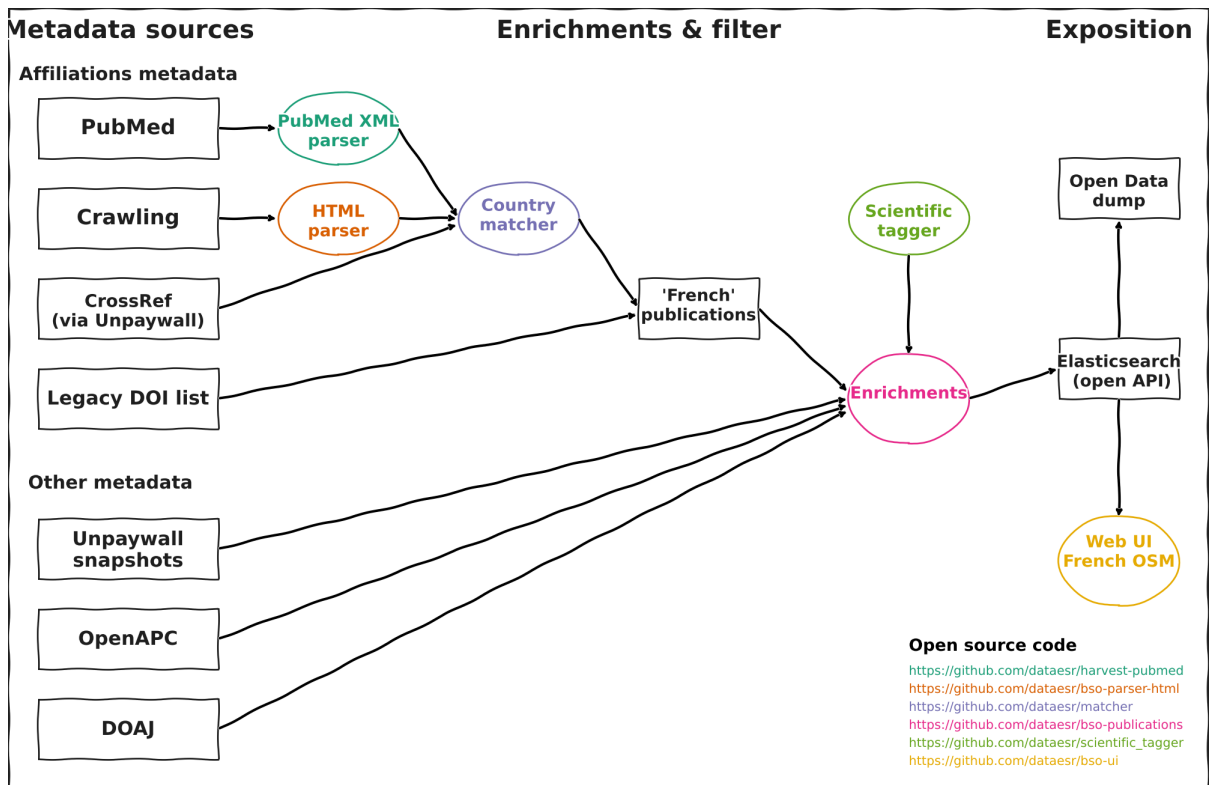 Metadata sources
Enrichments & filter
Exposition
Affiliations metadata
PubMed
PubMed XML
parser
Crawling
HTML
parser
Country
matcher
Scientific
tagger
Open Data
dump
CrossRef
(via Unpaywall)
'French'
publications
Legacy DOI list
Enrichments
Elasticsearch
(open API)
Other metadata
Unpaywall
snapshots
Web UI
French OSM
OpenAPC
DOAJ
Open source code
https://github.com/dataesr/harvest-pubmed
https://github.com/dataesr/bso-parser-html
https://github.com/dataesr/matcher
https://github.com/dataesr/bso-publications
https://github.com/dataesr/scientific_tagger
https://github.com/dataesr/bso-ui